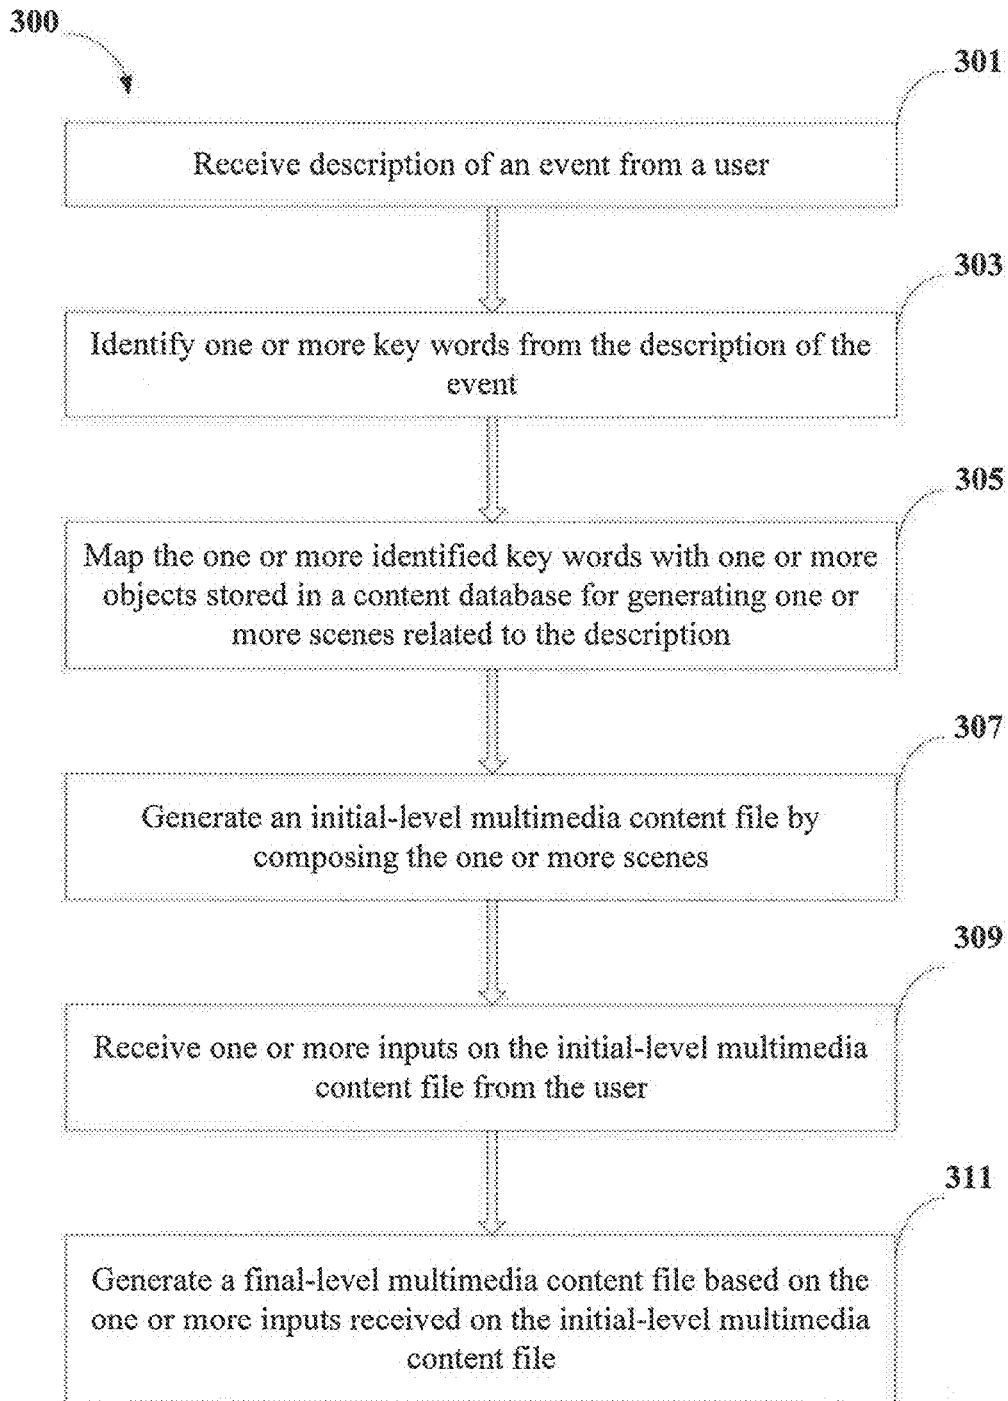 300
301
Receive description of an event from a user
303
Identify one or more key words from the description of the
event
305
Map the one or more identified key words with one or more
objects stored in a content database for generating one or
more scenes related to the description
307
Generate an initial-level multimedia content file by
composing the one or more scenes
309
Receive one or more inputs on the initial-level multimedia
content file from the user
311
Generate a final-level multimedia content file based on the
one or more inputs received on the initial-level multimedia
content file